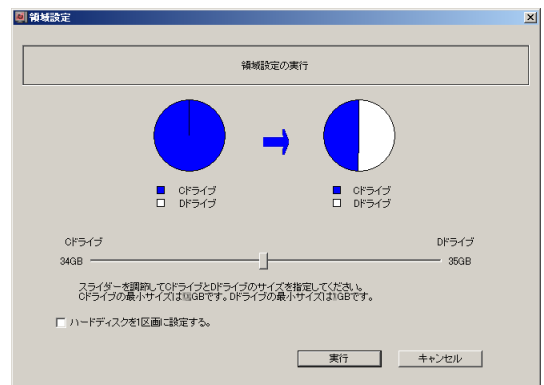 領域設定
領域設定の実行
Cドライブ
Dドライブ
Cドライブ
Dドライブ
Cドライブ
Dドライブ
34GB
35GB
スライダーを調節してCドライブとDドライブのサイズを指定してください。
Cドライブの最小サイズはGBです。Dドライブの最小サイズは1GBです。
ハードディスクを1区画に設定する。
実行
キャンセル